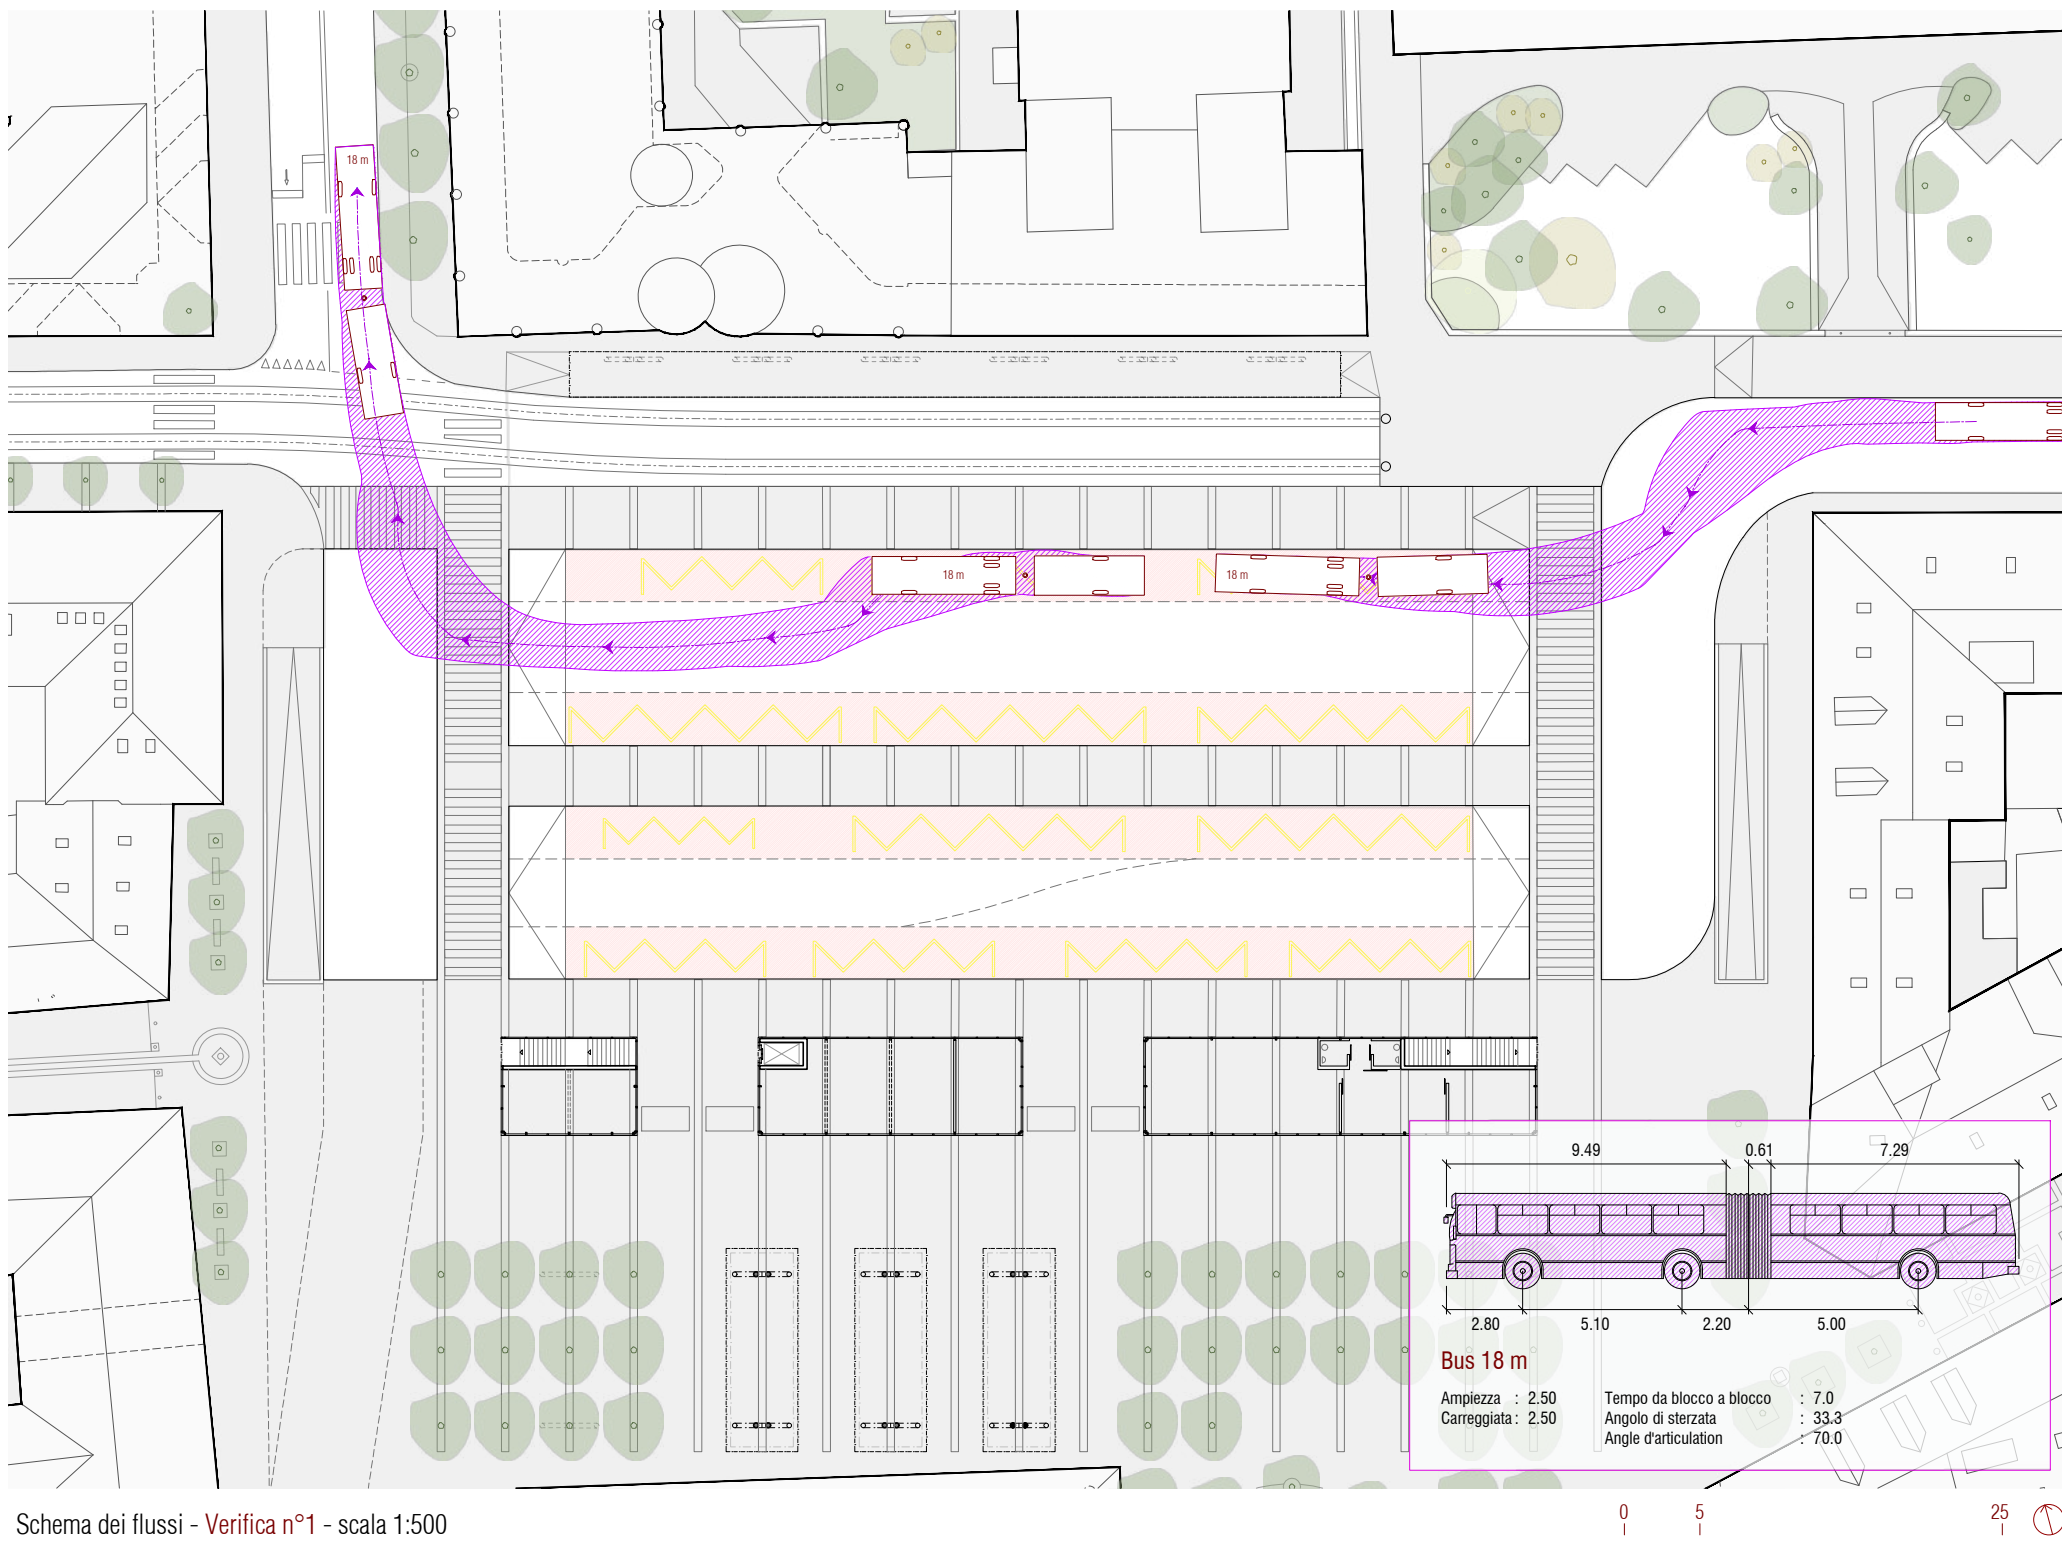 18 m
18 m
18 m
9.49
0.61
7.29
2.80
5.10
2.20
5.00
Bus 18 m
Ampiezza : 2.50
Carreggiata : 2.50
Tempo da blocco a blocco : 7.0
Angolo di sterzata : 33.3
Angle d'articulation : 70.0
Schema dei flussi - Verifica n°1 - scala 1:500
0
5
25